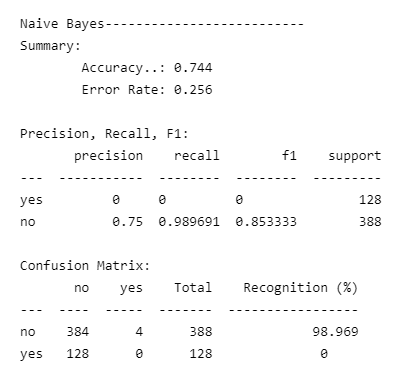 Naive Bayes--------------------------
Summary:
        Accuracy..: 0.744
        Error Rate: 0.256
Precision, Recall, F1:
       precision    recall        f1    support
---  -----------  --------  --------  ---------
yes         0     0         0               128
no          0.75  0.989691  0.853333        388
Confusion Matrix:
       no    yes    Total    Recognition (%)
---  ----  -----  -------  -----------------
no    384      4      388             98.969
yes   128      0      128              0